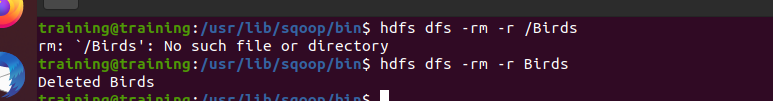 training@training:/usr/lib/sqoop/bin$ hdfs dfs -rm -r /Birds
rm: `/Birds': No such file or directory
training@training:/usr/lib/sqoop/bin$ hdfs dfs -rm -r Birds
Deleted Birds
training@training:/usr/lib/sqoop/bin$